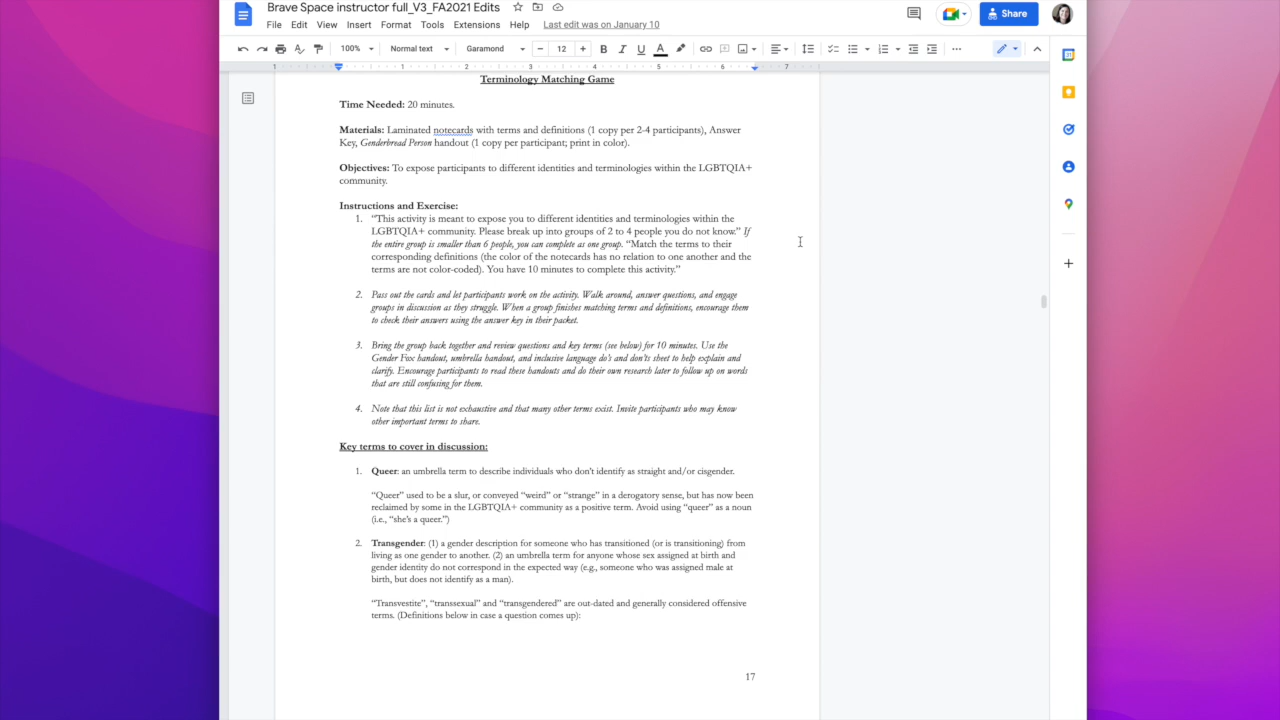 Brave Space instructor full_V3_FA2021 Edits
File Edit View Insert Format Tools Extensions Help Last edit was on January 10
Share
100% Normal text Garamond 12 B I U A
1 1 2 3 4 5 6 7
Terminology Matching Game
Time Needed: 20 minutes.
Materials: Laminated notecards with terms and definitions (1 copy per 2-4 participants), Answer
Key, Genderbread Person handout (1 copy per participant; print in color).
Objectives: To expose participants to different identities and terminologies within the LGBTQIA+
community.
Instructions and Exercise:
1. “This activity is meant to expose you to different identities and terminologies within the
LGBTQIA+ community. Please break up into groups of 2 to 4 people you do not know.” If
the entire group is smaller than 6 people, you can complete as one group. “Match the terms to their
corresponding definitions (the color of the notecards has no relation to one another and the
terms are not color-coded). You have 10 minutes to complete this activity.”
2. Pass out the cards and let participants work on the activity. Walk around, answer questions, and engage
groups in discussion as they struggle. When a group finishes matching terms and definitions, encourage them
to check their answers using the answer key in their packet.
3. Bring the group back together and review questions and key terms (see below) for 10 minutes. Use the
Gender Fox handout, umbrella handout, and inclusive language do’s and don’ts sheet to help explain and
clarify. Encourage participants to read these handouts and do their own research later to follow up on words
that are still confusing for them.
4. Note that this list is not exhaustive and that many other terms exist. Invite participants who may know
other important terms to share.
Key terms to cover in discussion:
1. Queer: an umbrella term to describe individuals who don’t identify as straight and/or cisgender.
“Queer” used to be a slur, or conveyed “weird” or “strange” in a derogatory sense, but has now been
reclaimed by some in the LGBTQIA+ community as a positive term. Avoid using “queer” as a noun
(i.e., “she’s a queer.”)
2. Transgender: (1) a gender description for someone who has transitioned (or is transitioning) from
living as one gender to another. (2) an umbrella term for anyone whose sex assigned at birth and
gender identity do not correspond in the expected way (e.g., someone who was assigned male at
birth, but does not identify as a man).
“Transvestite”, “transsexual” and “transgendered” are out-dated and generally considered offensive
terms. (Definitions below in case a question comes up):
17